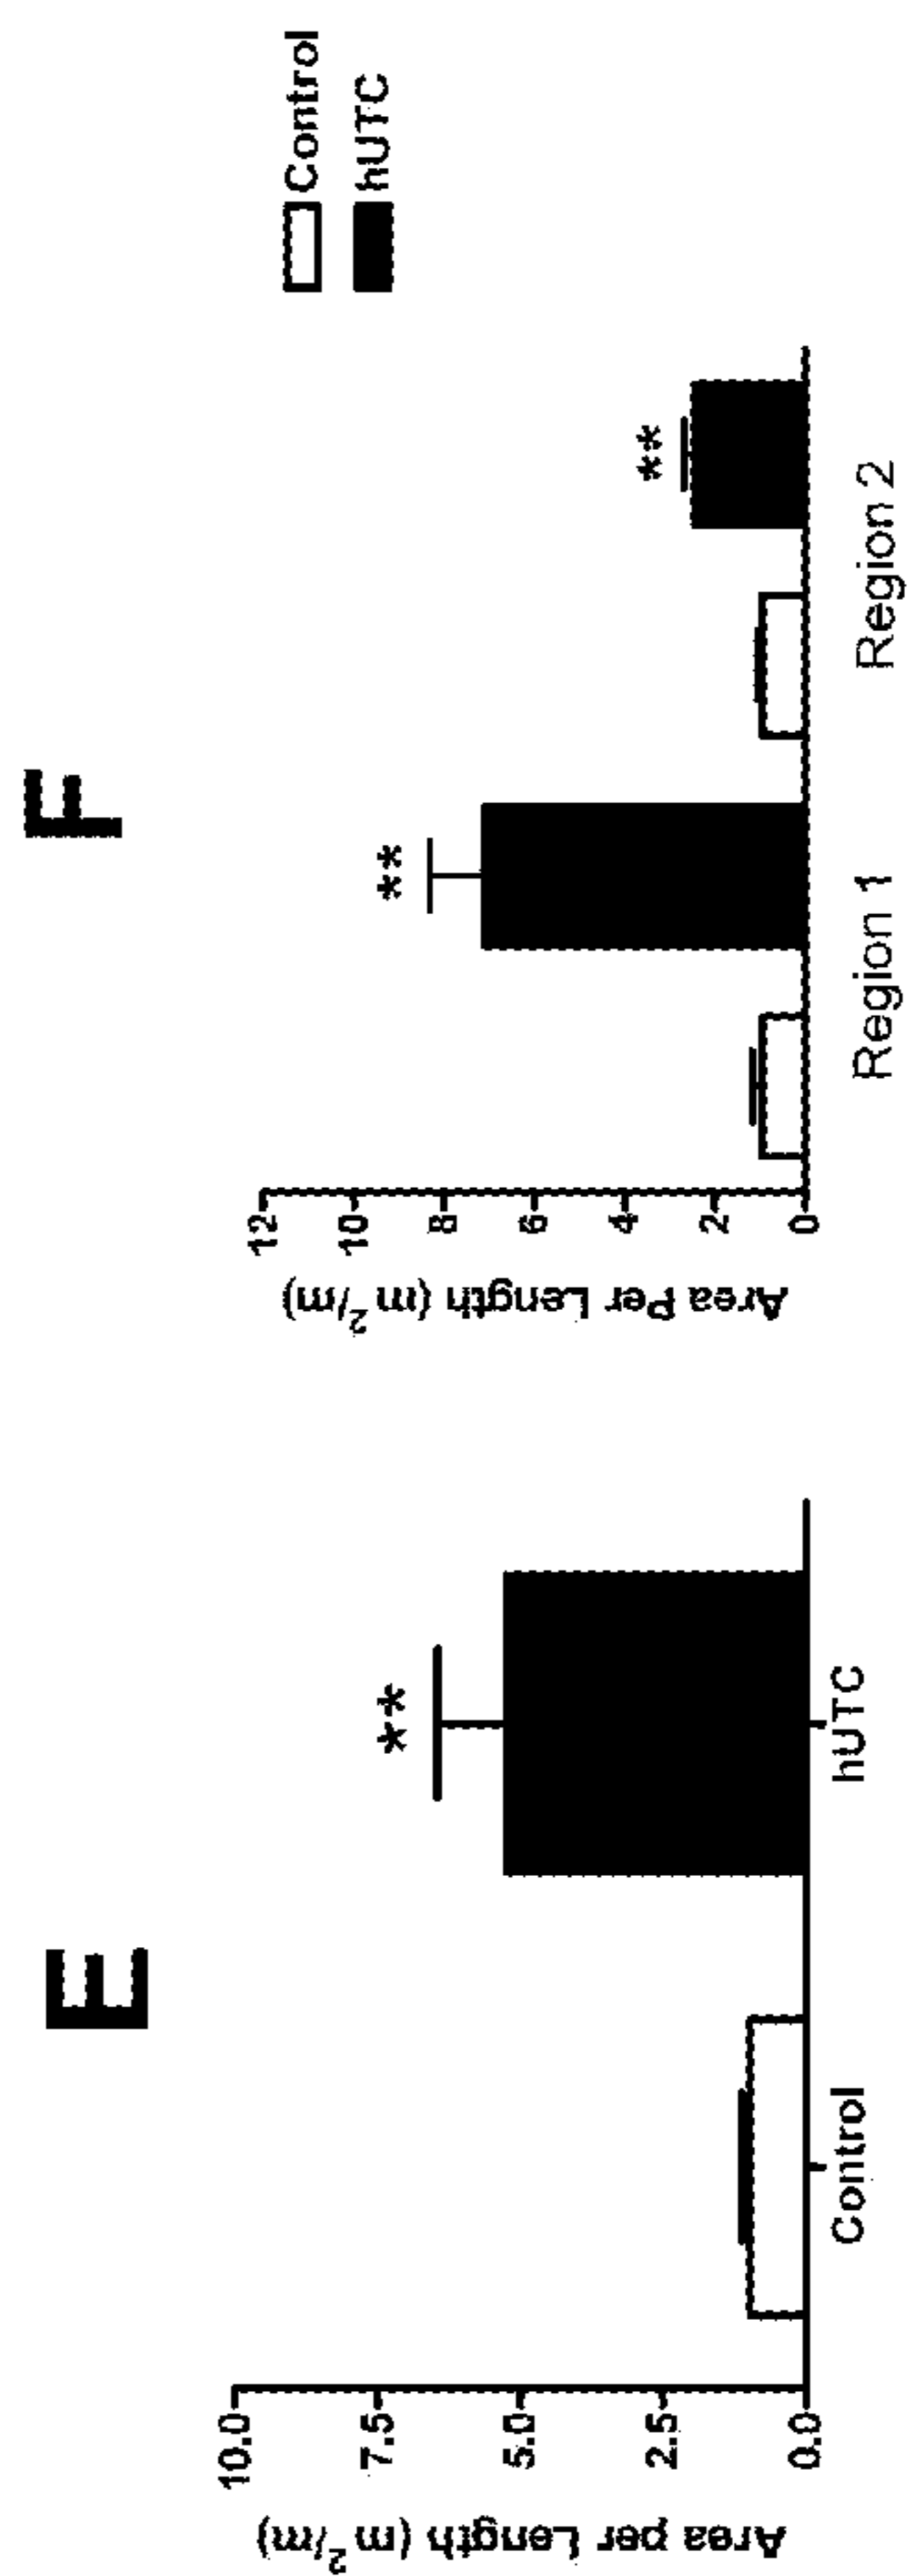 E
Area per Length (m²/m)
10.0
7.5
5.0
2.5
0.0
**
Control
hUTC
F
Control
hUTC
Area Per Length (m²/m)
12
10
8
6
4
2
0
**
**
Region 1
Region 2